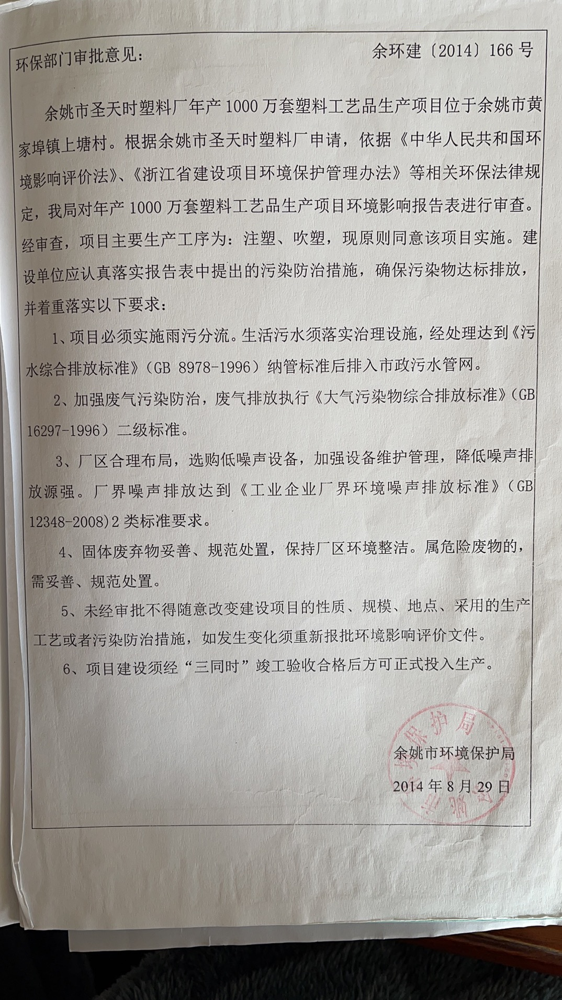 环保部门审批意见：
余环建〔2014〕166 号
余姚市圣天时塑料厂年产 1000 万套塑料工艺品生产项目位于余姚市黄
家埠镇上塘村。根据余姚市圣天时塑料厂申请，依据《中华人民共和国环
境影响评价法》、《浙江省建设项目环境保护管理办法》等相关环保法律规
定，我局对年产 1000 万套塑料工艺品生产项目环境影响报告表进行审查。
经审查，项目主要生产工序为：注塑、吹塑，现原则同意该项目实施。建
设单位应认真落实报告表中提出的污染防治措施，确保污染物达标排放，
并着重落实以下要求：
1、项目必须实施雨污分流。生活污水须落实治理设施，经处理达到《污
水综合排放标准》（GB 8978-1996）纳管标准后排入市政污水管网。
2、加强废气污染防治，废气排放执行《大气污染物综合排放标准》（GB
16297-1996）二级标准。
3、厂区合理布局，选购低噪声设备，加强设备维护管理，降低噪声排
放源强。厂界噪声排放达到《工业企业厂界环境噪声排放标准》（GB
12348-2008)2 类标准要求。
4、固体废弃物妥善、规范处置，保持厂区环境整洁。属危险废物的，
需妥善、规范处置。
5、未经审批不得随意改变建设项目的性质、规模、地点、采用的生产
工艺或者污染防治措施，如发生变化须重新报批环境影响评价文件。
6、项目建设须经“三同时”竣工验收合格后方可正式投入生产。
余姚市环境保护局
2014 年 8 月 29 日